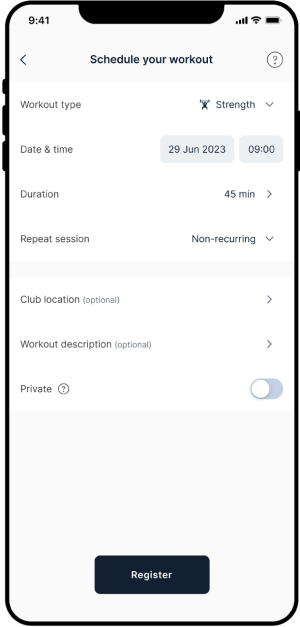 9:41
Schedule your workout
?
Workout type Strength
Date & time 29 Jun 2023 09:00
Duration 45 min
Repeat session Non-recurring
Club location (optional)
Workout description (optional)
Private ?
Register